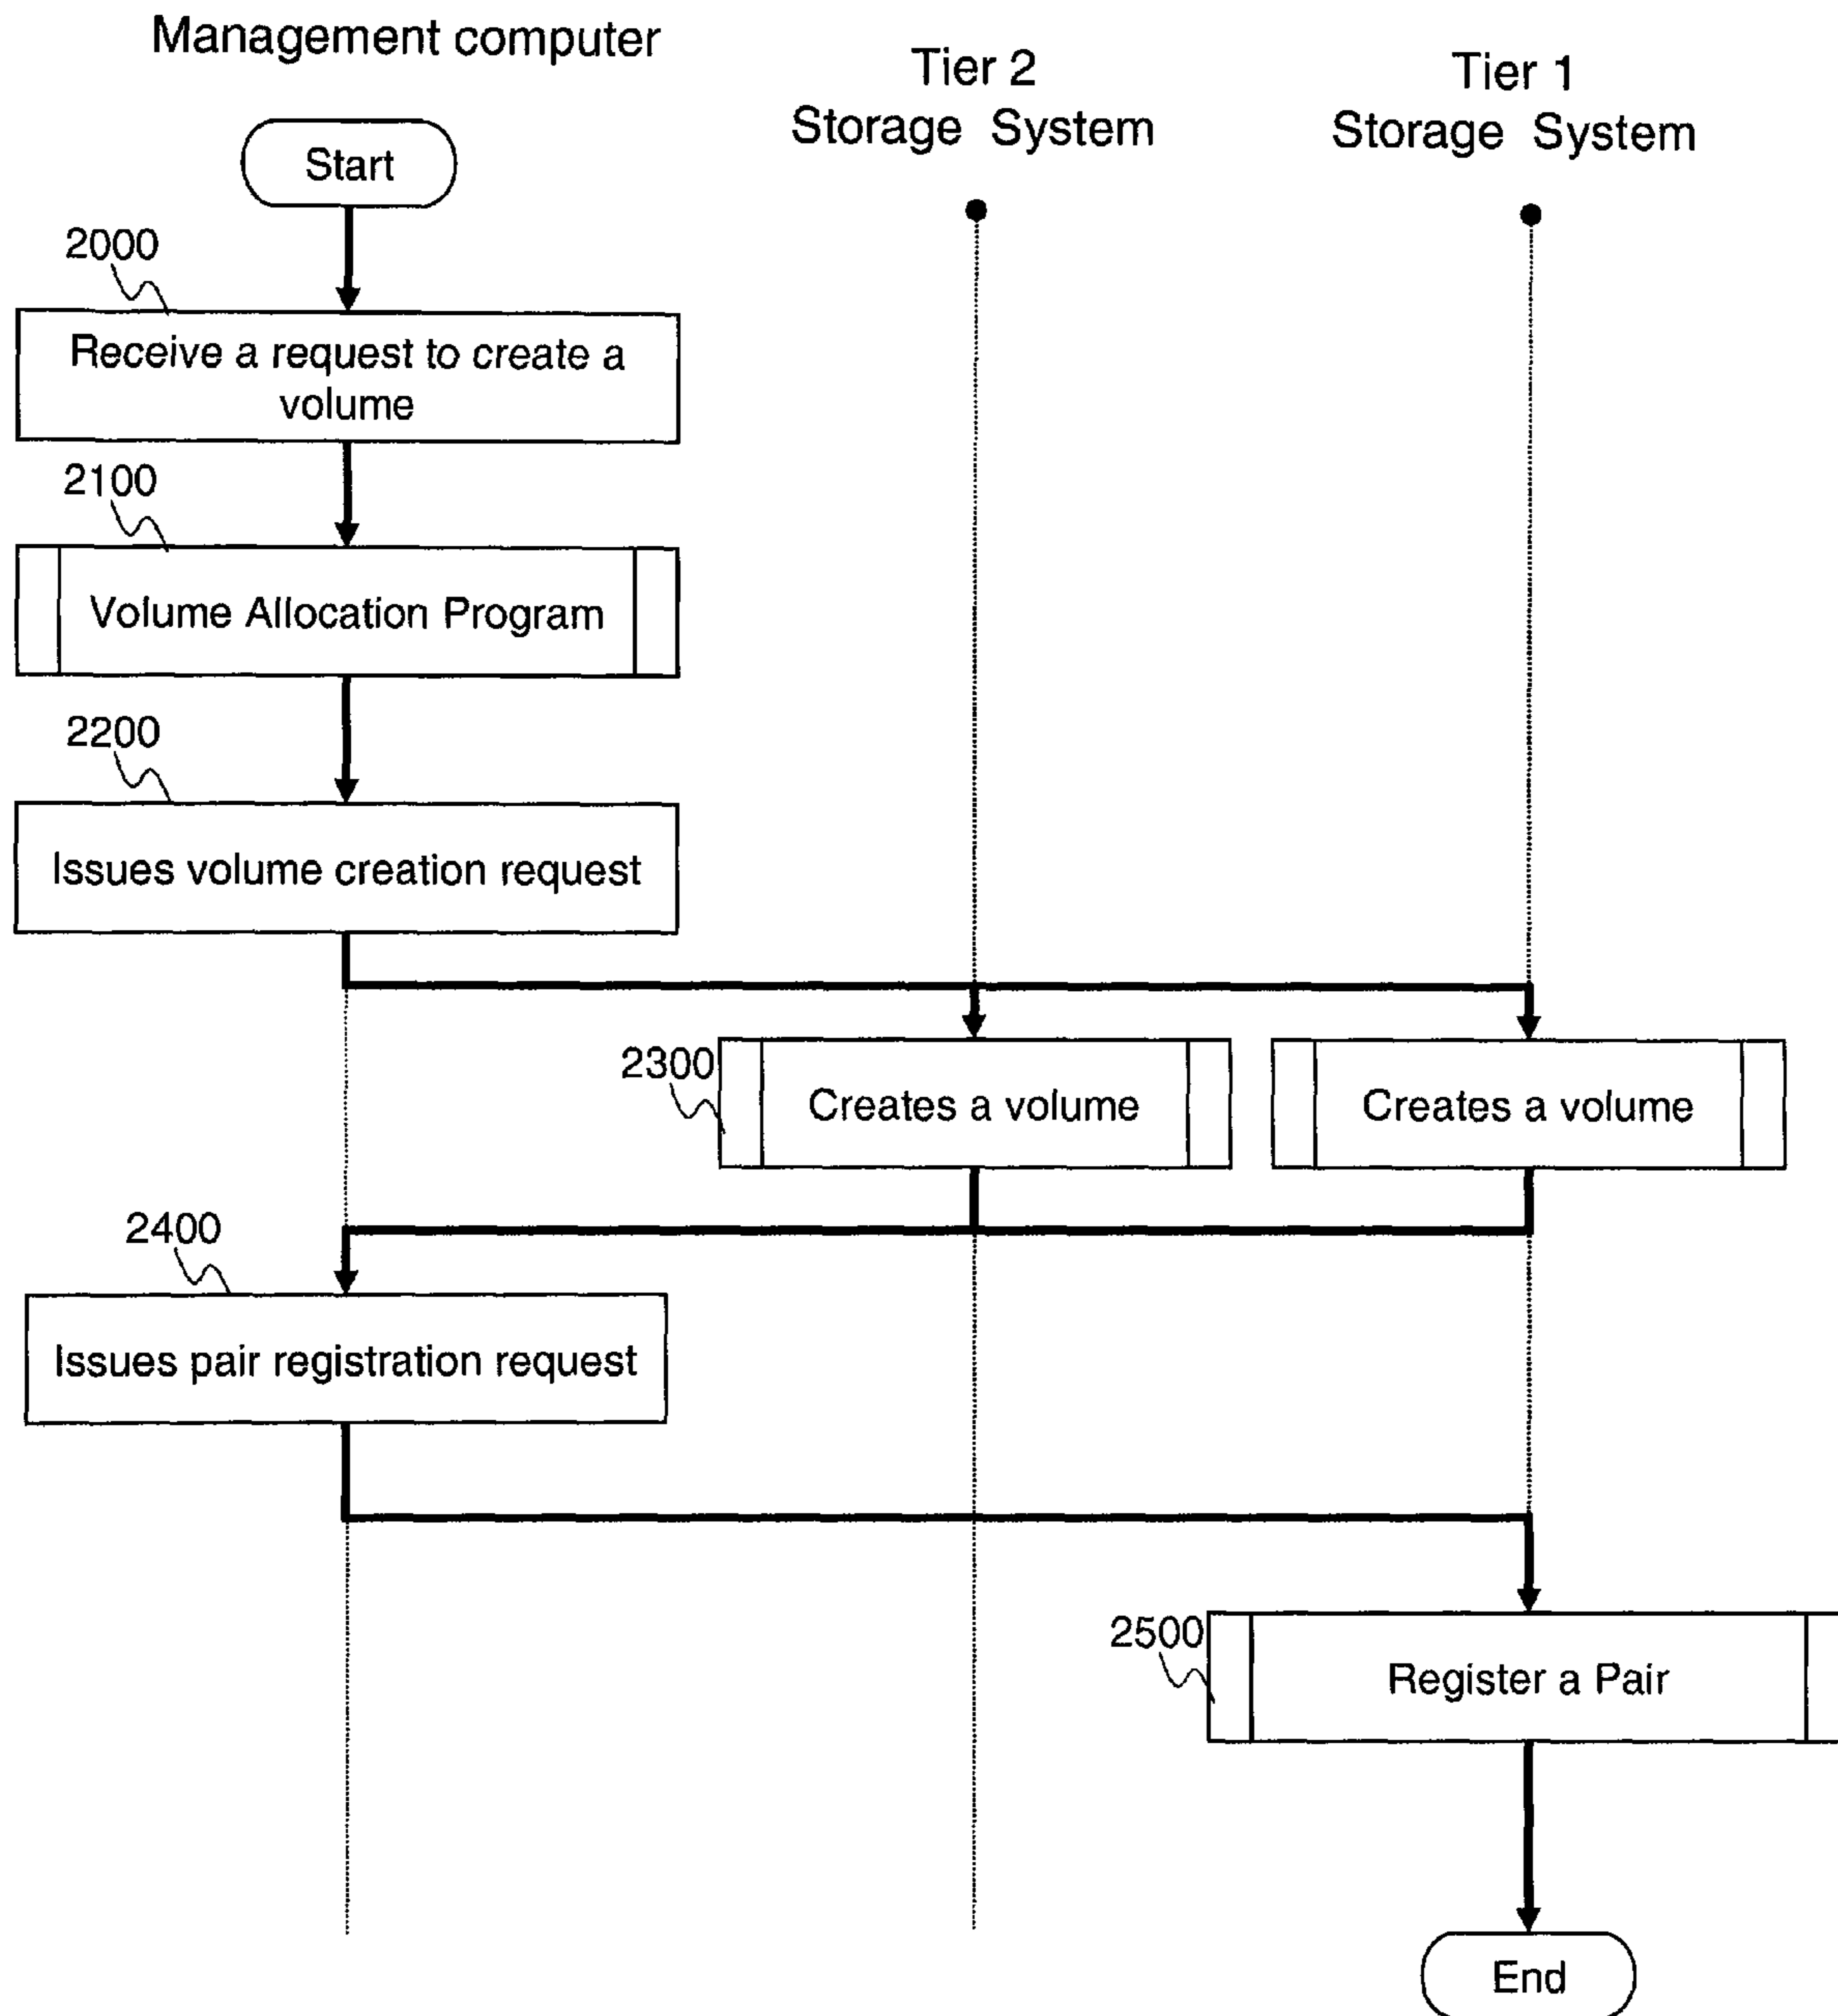 Management computer
Tier 2
Storage System
Tier 1
Storage System
Start
2000
Receive a request to create a
volume
2100
Volume Allocation Program
2200
Issues volume creation request
2300
Creates a volume
Creates a volume
2400
Issues pair registration request
2500
Register a Pair
End